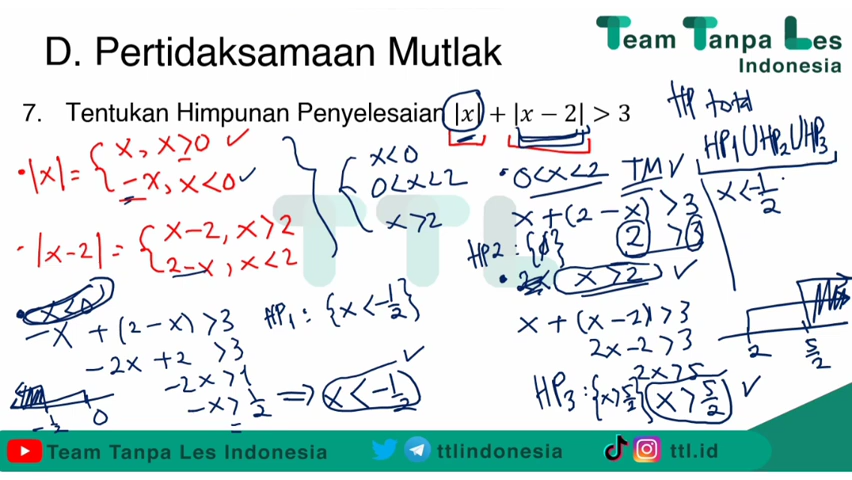 D. Pertidaksamaan Mutlak
Team Tanpa Les
Indonesia
7. Tentukan Himpunan Penyelesaian |x| + |x − 2| > 3
HP total
HP1 ∪ HP2 ∪ HP3
x < -1/2
• |x| = { x, x > 0 ✓
-x, x < 0 ✓
• |x-2| = { x-2, x > 2
2-x, x < 2
x < 0
0 < x < 2
x > 2
TTL
• x < 0
-x + (2-x) > 3
-2x + 2 > 3
-2x > 1
-x > 1/2 ⇒ x < -1/2 ✓
HP1 : {x < -1/2}
-1/2 0
• 0 < x < 2 TMV
x + (2-x) > 3
2 > 3
HP2 : {ϕ}
• x > 2 ✓
x + (x-2) > 3
2x-2 > 3
2x > 5
HP3 : {x > 5/2} x > 5/2 ✓
2 5/2
Team Tanpa Les Indonesia
ttlindonesia
ttl.id